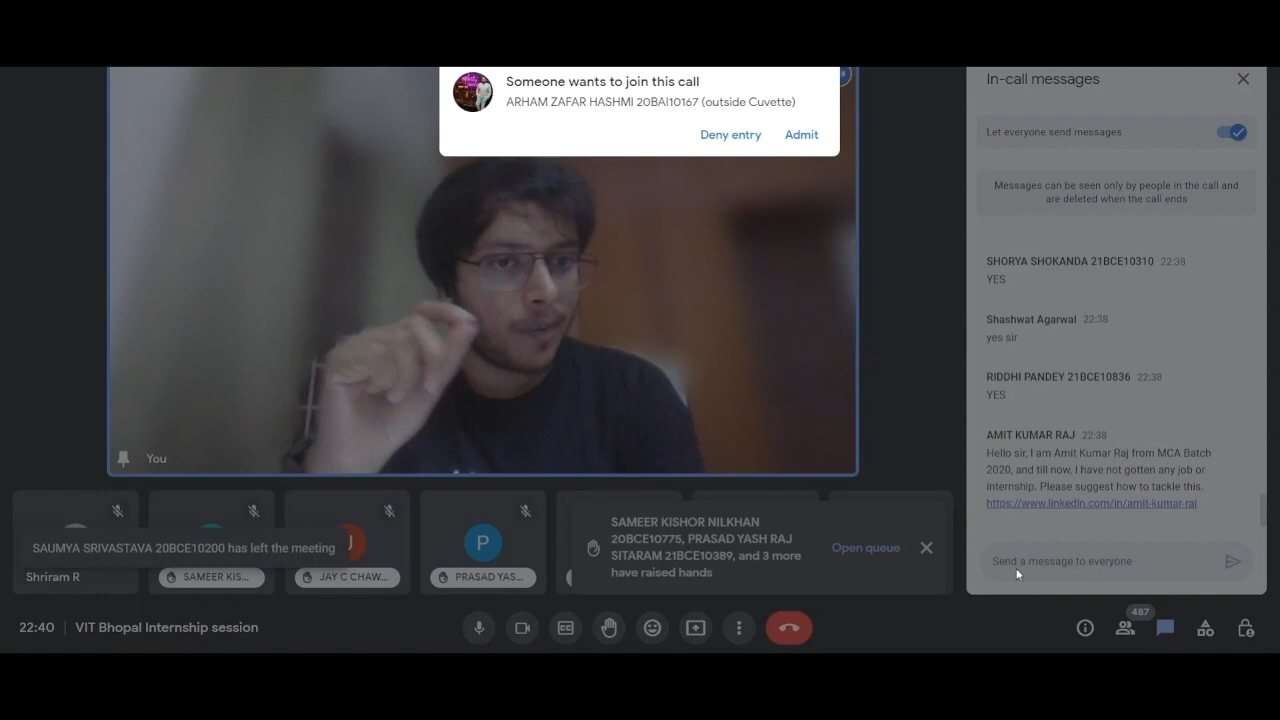 Someone wants to join this call
ARHAM ZAFAR HASHMI 20BAI10167 (outside Cuvette)
Deny entry
Admit
You
In-call messages
Let everyone send messages
Messages can be seen only by people in the call and
are deleted when the call ends
SHORYA SHOKANDA 21BCE10310 22:38
YES
Shashwat Agarwal 22:38
yes sir
RIDDHI PANDEY 21BCE10836 22:38
YES
AMIT KUMAR RAJ 22:38
Hello sir, I am Amit Kumar Raj from MCA Batch
2020, and till now, I have not gotten any job or
internship. Please suggest how to tackle this.
https://www.linkedin.com/in/amit-kumar-raj
Send a message to everyone
SAUMYA SRIVASTAVA 20BCE10200 has left the meeting
J
P
Shriram R
SAMEER KIS...
JAY C CHAW...
PRASAD YAS...
SAMEER KISHOR NILKHAN
20BCE10775, PRASAD YASH RAJ
SITARAM 21BCE10389, and 3 more
have raised hands
Open queue
22:40 | VIT Bhopal Internship session
CC
487